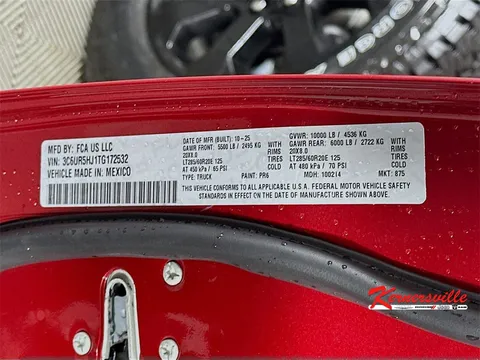 MFD BY: FCA US LLC
VIN: 3C6UR5HJ1TG172532
VEHICLE MADE IN: MEXICO
DATE OF MFR (BUILT): 10-25
GAWR FRONT: 5500 LB / 2495 KG WITH
20X8.0 RIMS
LT285/60R20E 125 TIRES
AT 450 kPa / 65 PSI COLD
TYPE TRUCK
PAINT: PR6
GVWR: 10000 LB / 4536 KG
GAWR REAR: 6000 LB / 2722 KG WITH
20X8.0 RIMS
LT285/60R20E 125 TIRES
AT 480 kPa / 70 PSI COLD
MDH: 100214
MKT: 875
THIS VEHICLE CONFORMS TO ALL APPLICABLE U.S.A. FEDERAL MOTOR VEHICLE SAFETY
STANDARDS IN EFFECT ON THE DATE OF MANUFACTURE SHOWN ABOVE.
Kernersville